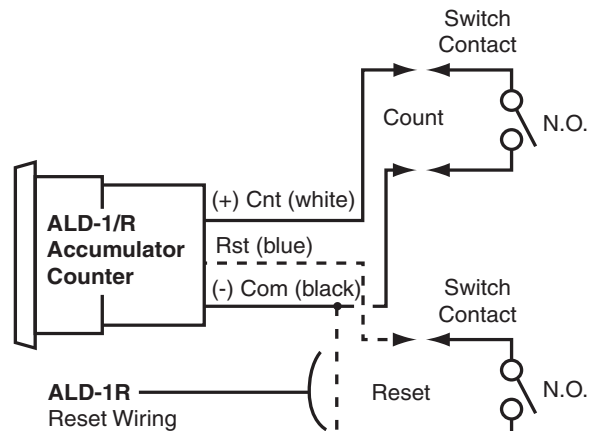 Switch
Contact
Count
N.O.
(+) Cnt (white)
ALD-1/R
Accumulator
Counter
Rst (blue)
(-) Com (black)
Switch
Contact
ALD-1R
Reset Wiring
Reset
N.O.